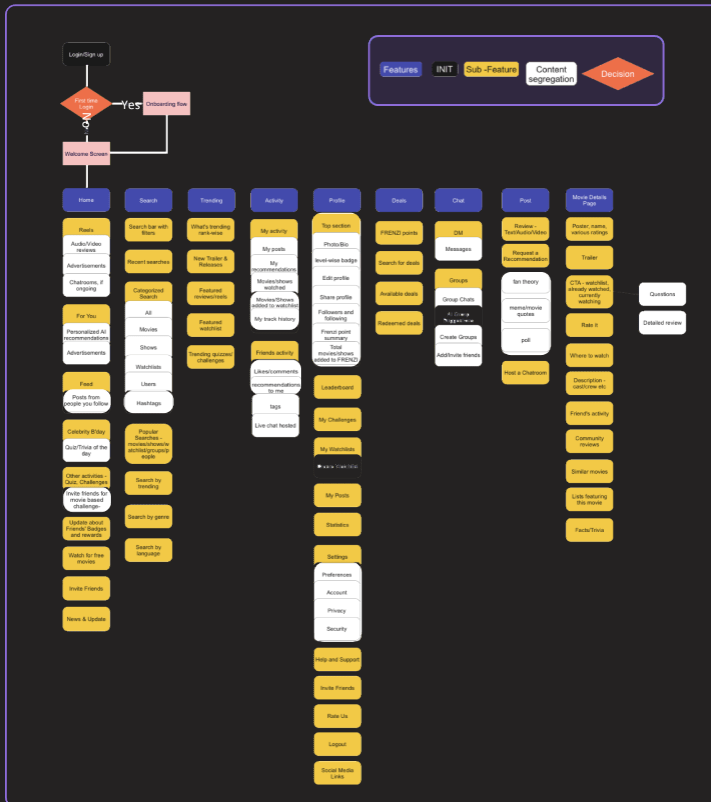 Login/Sign up
First time
Login
Yes
No
Onboarding flow
Welcome Screen
Features
INIT
Sub -Feature
Content
segregation
Decision
Home
Reels
Audio/Video
reviews
Advertisements
Chatrooms, if
ongoing
For You
Personalized AI
recommendations
Advertisements
Feed
Posts from
people you follow
Celebrity B'day
Quiz/Trivia of the
day
Other activities -
Quiz, Challenges
Invite friends for
movie based
challenge-
Update about
Friends' Badges
and rewards
Watch for free
movies
Invite Friends
News & Update
Search
Search bar with
filters
Recent searches
Categorized
Search
All
Movies
Shows
Watchlists
Users
Hashtags
Popular
Searches -
movies/shows/w
atchlist/groups/p
eople
Search by
trending
Search by genre
Search by
language
Trending
What's trending
rank-wise
New Trailer &
Releases
Featured
reviews/reels
Featured
watchlist
Trending quizzes/
challenges
Activity
My activity
My posts
My
recommendations
Movies/shows
watched
Movies/Shows
added to watchlist
My track history
Friends activity
Likes/comments
recommendations
to me
tags
Live chat hosted
Profile
Top section
Photo/Bio
level-wise badge
Edit profile
Share profile
Followers and
following
Frenzi point
summary
Total
movies/shows
added to FRENZI
Leaderboard
My Challenges
My Watchlists
My Posts
Statistics
Settings
Preferences
Account
Privacy
Security
Help and Support
Invite Friends
Rate Us
Logout
Social Media
Links
Deals
FRENZI points
Search for deals
Available deals
Redeemed deals
Chat
DM
Messages
Groups
Group Chats
Create Groups
Add/Invite friends
Post
Review -
Text/Audio/Video
Request a
Recommendation
fan theory
meme/movie
quotes
poll
Host a Chatroom
Movie Details
Page
Poster, name,
various ratings
Trailer
CTA - watchlist,
already watched,
currently
watching
Rate it
Where to watch
Description -
cast/crew etc
Friend's activity
Community
reviews
Similar movies
Lists featuring
this movie
Facts/Trivia
Questions
Detailed review